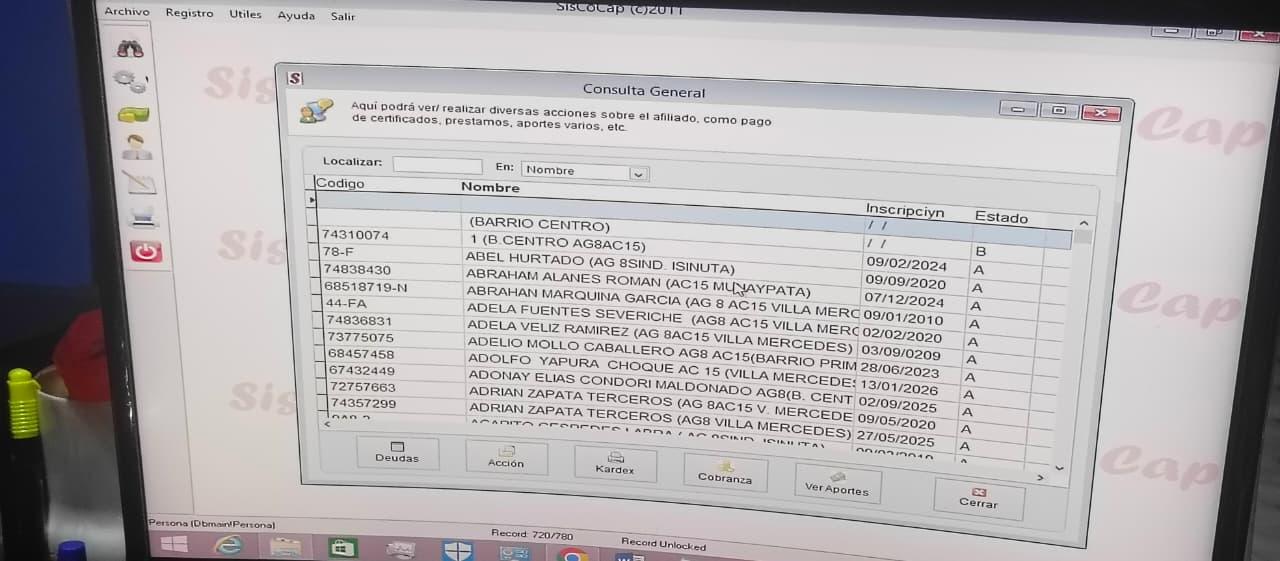 SisCoCap (c)2011
Archivo Registro Utiles Ayuda Salir
Consulta General
Aquí podrá ver/ realizar diversas acciones sobre el afiliado, como pago
de certificados, prestamos, aportes varios, etc.
Localizar: En: Nombre
Codigo Nombre Inscripciyn Estado
/ /
(BARRIO CENTRO) / / B
74310074 1 (B.CENTRO AG8AC15) 09/02/2024 A
78-F ABEL HURTADO (AG 8SIND. ISINUTA) 09/09/2020 A
74838430 ABRAHAM ALANES ROMAN (AC15 MUNAYPATA) 07/12/2024 A
68518719-N ABRAHAN MARQUINA GARCIA (AG 8 AC15 VILLA MERC 09/01/2010 A
44-FA ADELA FUENTES SEVERICHE (AG8 AC15 VILLA MERC 02/02/2020 A
74836831 ADELA VELIZ RAMIREZ (AG 8AC15 VILLA MERCEDES) 03/09/0209 A
73775075 ADELIO MOLLO CABALLERO AG8 AC15(BARRIO PRIM 28/06/2023 A
68457458 ADOLFO YAPURA CHOQUE AC 15 (VILLA MERCEDES 13/01/2026 A
67432449 ADONAY ELIAS CONDORI MALDONADO AG8(B. CENT 02/09/2025 A
72757663 ADRIAN ZAPATA TERCEROS (AG 8AC15 V. MERCEDE 09/05/2020 A
74357299 ADRIAN ZAPATA TERCEROS (AG8 VILLA MERCEDES) 27/05/2025 A
Deudas Acción Kardex Cobranza Ver Aportes Cerrar
Sis Cap
Sis Cap
Sis Cap
Persona (Dbmain!Persona) Record: 720/780 Record Unlocked